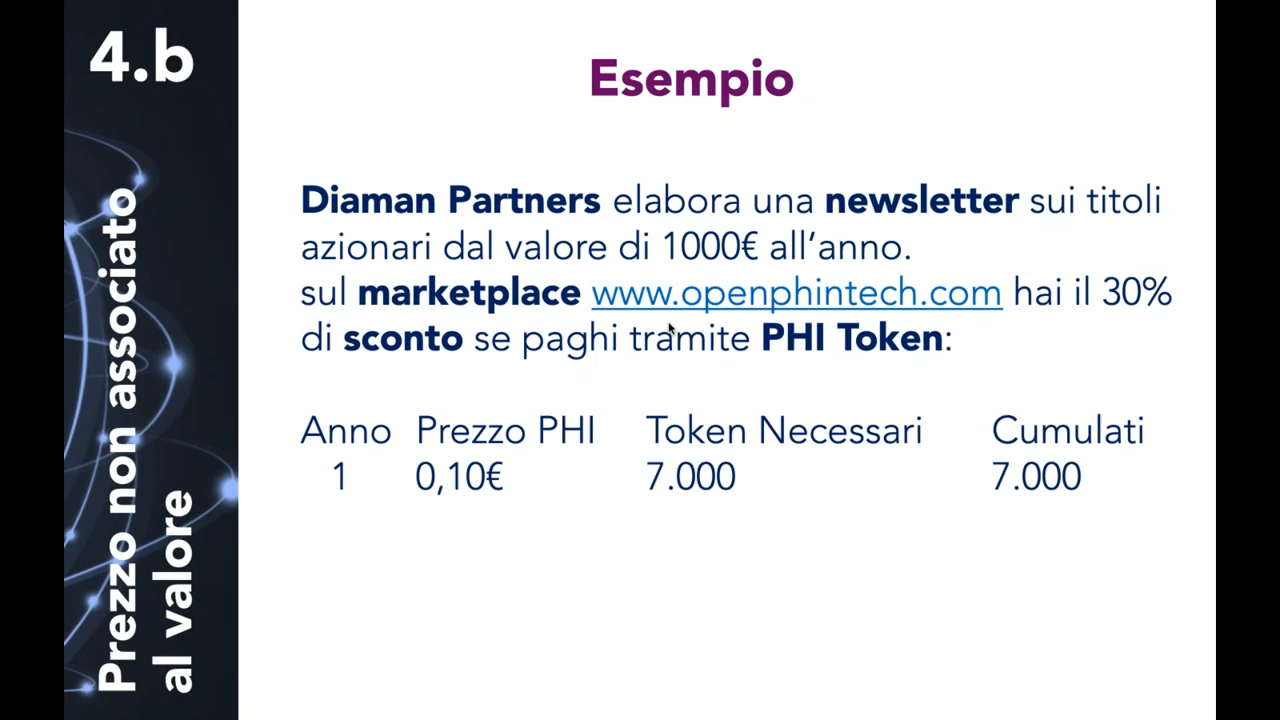 4.b
Prezzo non associato
al valore
Esempio
Diaman Partners elabora una newsletter sui titoli
azionari dal valore di 1000€ all’anno.
sul marketplace www.openphintech.com hai il 30%
di sconto se paghi tramite PHI Token:
Anno Prezzo PHI Token Necessari Cumulati
1 0,10€ 7.000 7.000